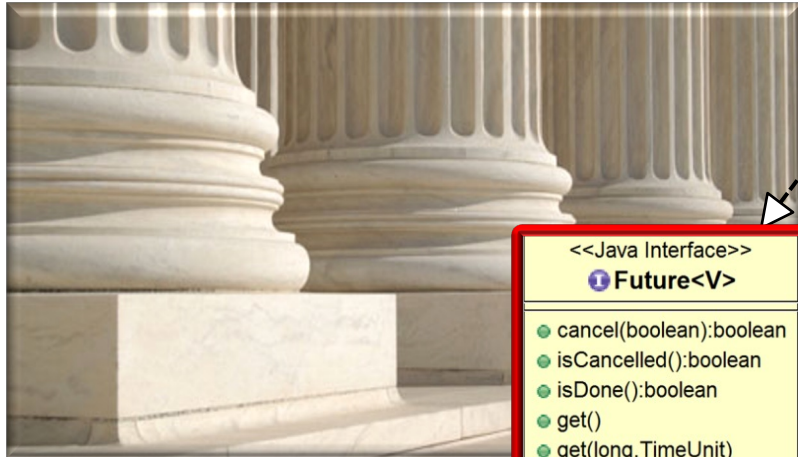 <<Java Interface>>
Future<V>
cancel(boolean):boolean
isCancelled():boolean
isDone():boolean
get()
get(long,TimeUnit)